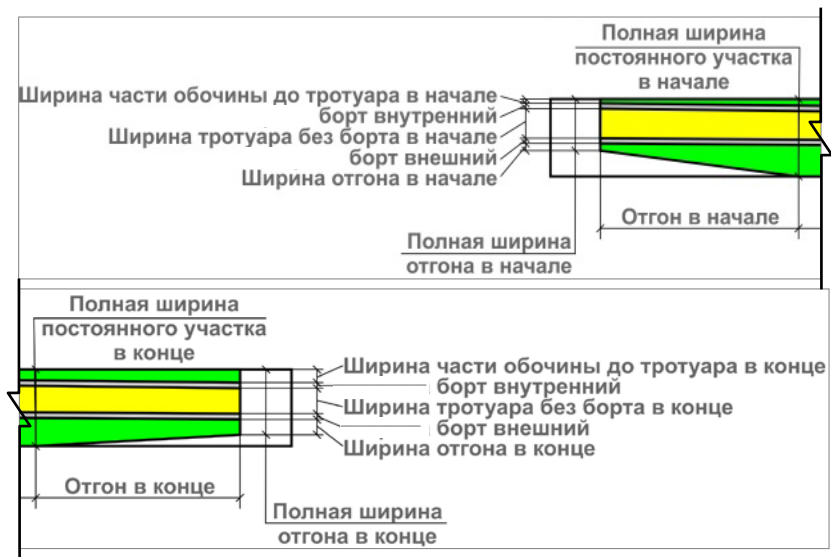 Полная ширина
постоянного участка
в начале
Ширина части обочины до тротуара в начале
борт внутренний
Ширина тротуара без борта в начале
борт внешний
Ширина отгона в начале
Отгон в начале
Полная ширина
отгона в начале
Полная ширина
постоянного участка
в конце
Ширина части обочины до тротуара в конце
борт внутренний
Ширина тротуара без борта в конце
борт внешний
Ширина отгона в конце
Отгон в конце
Полная ширина
отгона в конце